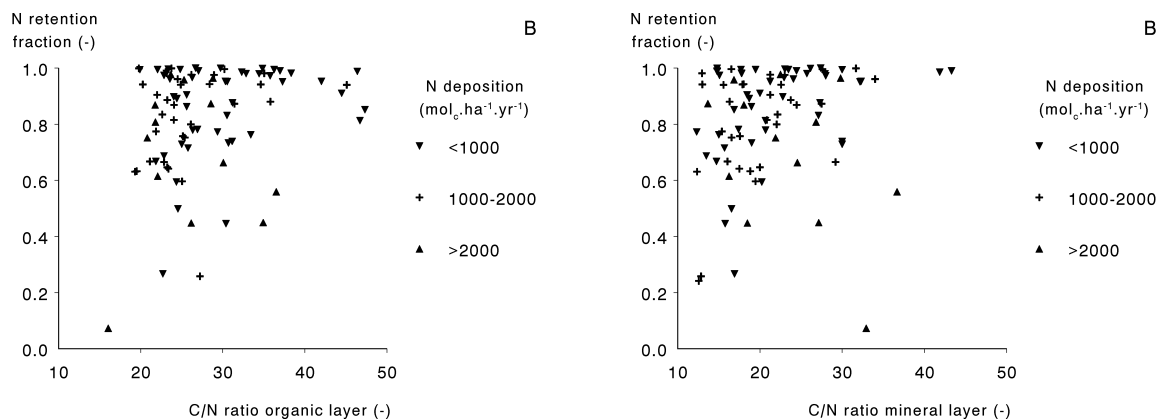 N retention
fraction (-)
B
1.0
0.8
0.6
0.4
0.2
0.0
10 20 30 40 50
C/N ratio organic layer (-)
N deposition
(mol_c.ha⁻¹.yr⁻¹)
<1000
1000-2000
>2000
N retention
fraction (-)
B
1.0
0.8
0.6
0.4
0.2
0.0
10 20 30 40 50
C/N ratio mineral layer (-)
N deposition
(mol_c.ha⁻¹.yr⁻¹)
<1000
1000-2000
>2000